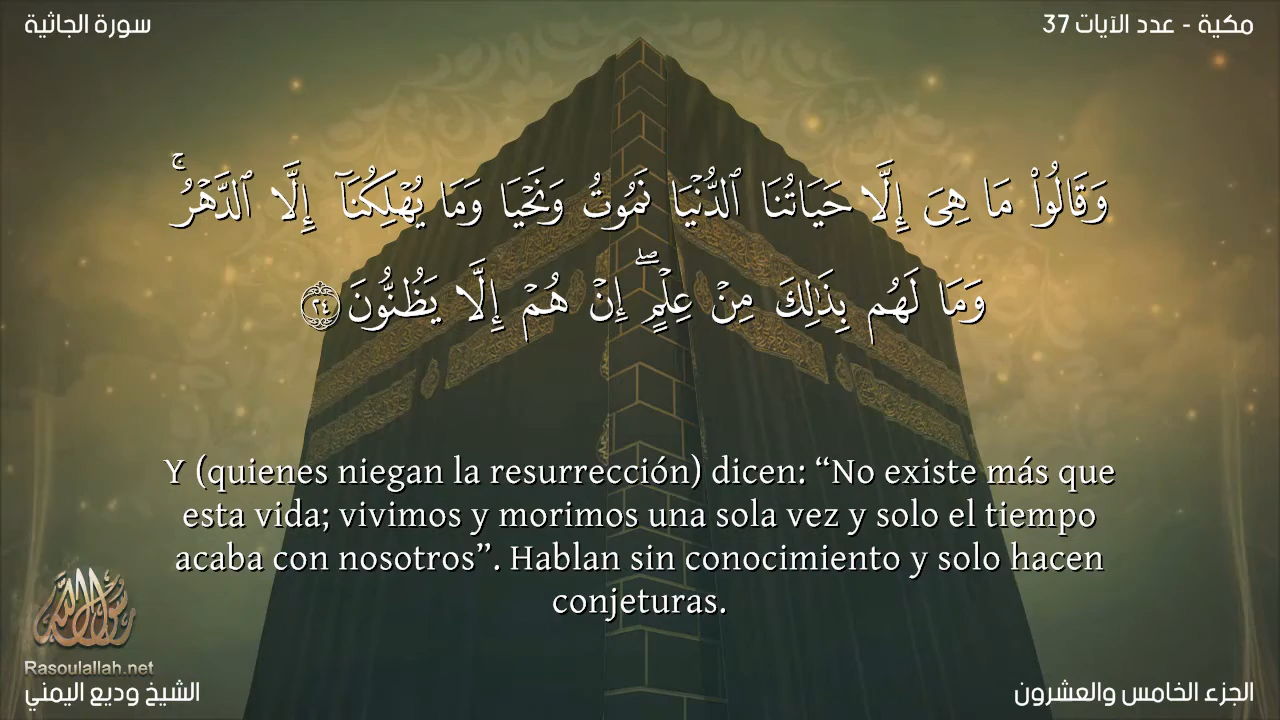 سورة الجاثية
مكية - عدد الآيات 37
وَقَالُوا۟ مَا هِىَ إِلَّا حَيَاتُنَا ٱلدُّنْيَا نَمُوتُ وَنَحْيَا وَمَا يُهْلِكُنَآ إِلَّا ٱلدَّهْرُ ۚ
وَمَا لَهُم بِذَٰلِكَ مِنْ عِلْمٍ ۖ إِنْ هُمْ إِلَّا يَظُنُّونَ ٢٤
Y (quienes niegan la resurrección) dicen: “No existe más que
esta vida; vivimos y morimos una sola vez y solo el tiempo
acaba con nosotros”. Hablan sin conocimiento y solo hacen
conjeturas.
رسول الله
Rasoulallah.net
الشيخ وديع اليمني
الجزء الخامس والعشرون